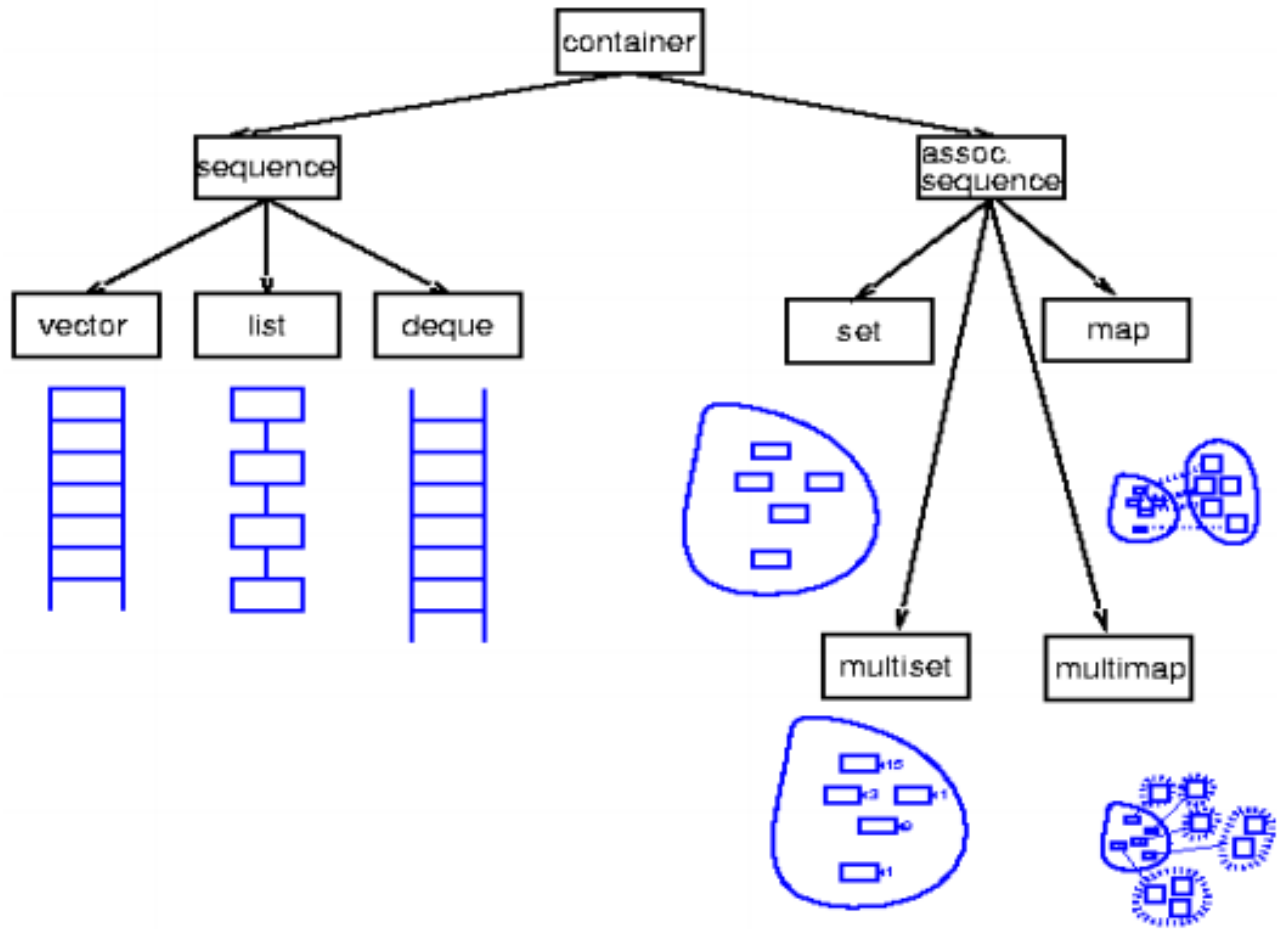 container
sequence
assoc.
sequence
vector
list
deque
set
map
multiset
multimap